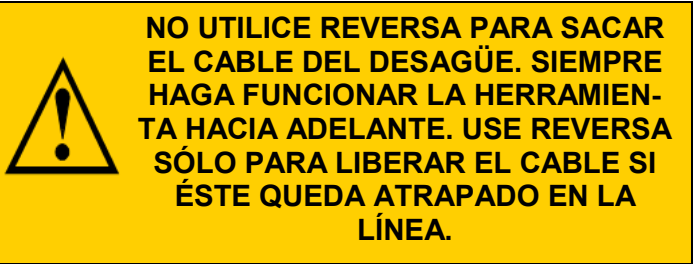 NO UTILICE REVERSA PARA SACAR
EL CABLE DEL DESAGÜE. SIEMPRE
HAGA FUNCIONAR LA HERRAMIEN-
TA HACIA ADELANTE. USE REVERSA
SÓLO PARA LIBERAR EL CABLE SI
ÉSTE QUEDA ATRAPADO EN LA
LÍNEA.